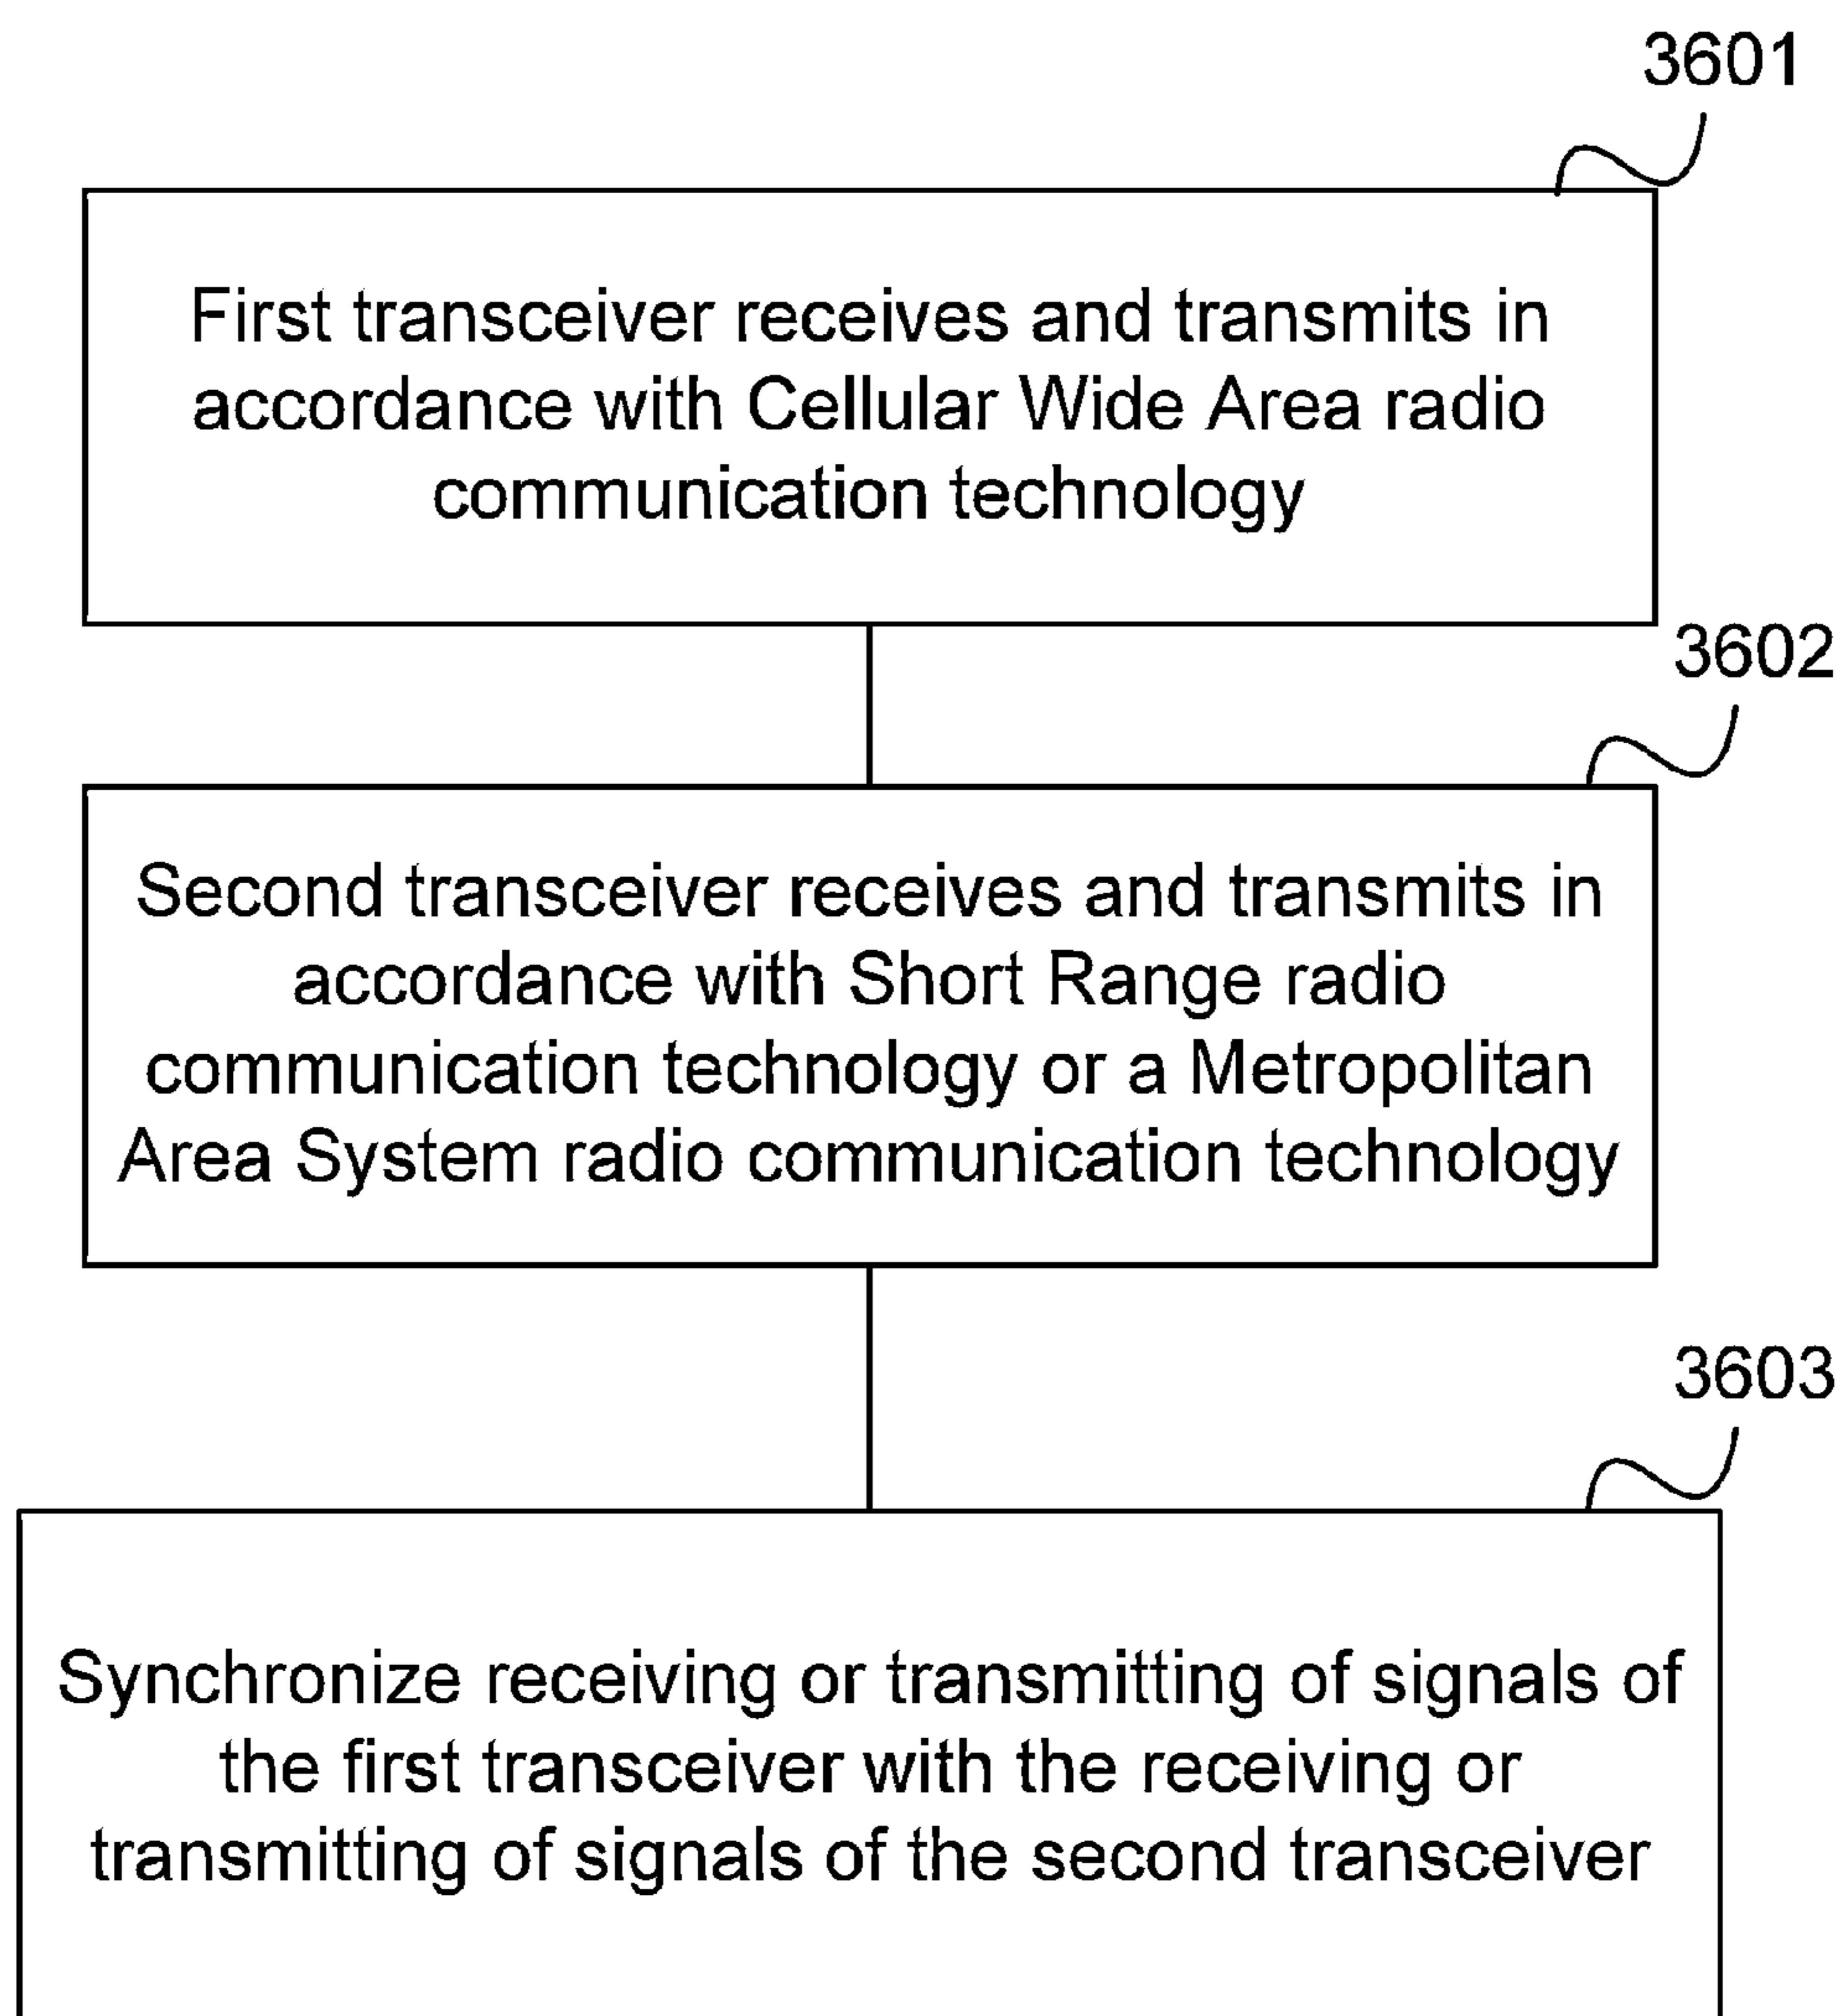 3601
First transceiver receives and transmits in
accordance with Cellular Wide Area radio
communication technology
3602
Second transceiver receives and transmits in
accordance with Short Range radio
communication technology or a Metropolitan
Area System radio communication technology
3603
Synchronize receiving or transmitting of signals of
the first transceiver with the receiving or
transmitting of signals of the second transceiver